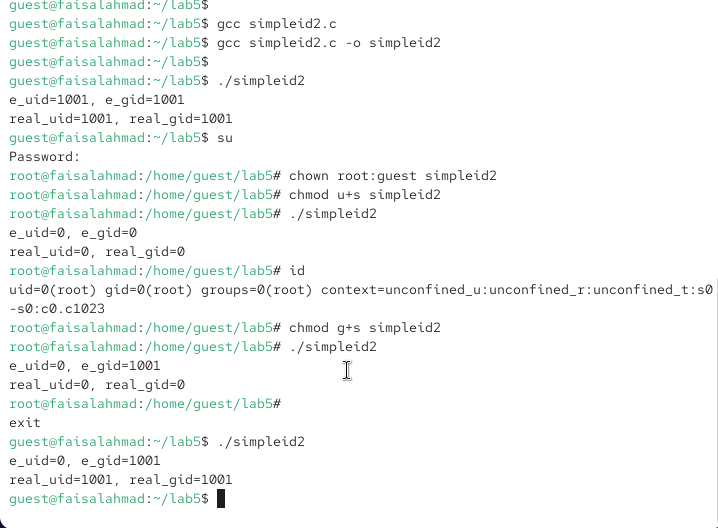 guest@faisalahmad:~/lab5$
guest@faisalahmad:~/lab5$ gcc simpleid2.c
guest@faisalahmad:~/lab5$ gcc simpleid2.c -o simpleid2
guest@faisalahmad:~/lab5$
guest@faisalahmad:~/lab5$ ./simpleid2
e_uid=1001, e_gid=1001
real_uid=1001, real_gid=1001
guest@faisalahmad:~/lab5$ su
Password:
root@faisalahmad:/home/guest/lab5# chown root:guest simpleid2
root@faisalahmad:/home/guest/lab5# chmod u+s simpleid2
root@faisalahmad:/home/guest/lab5# ./simpleid2
e_uid=0, e_gid=0
real_uid=0, real_gid=0
root@faisalahmad:/home/guest/lab5# id
uid=0(root) gid=0(root) groups=0(root) context=unconfined_u:unconfined_r:unconfined_t:s0
-s0:c0.c1023
root@faisalahmad:/home/guest/lab5# chmod g+s simpleid2
root@faisalahmad:/home/guest/lab5# ./simpleid2
e_uid=0, e_gid=1001
real_uid=0, real_gid=0
root@faisalahmad:/home/guest/lab5#
exit
guest@faisalahmad:~/lab5$ ./simpleid2
e_uid=0, e_gid=1001
real_uid=1001, real_gid=1001
guest@faisalahmad:~/lab5$